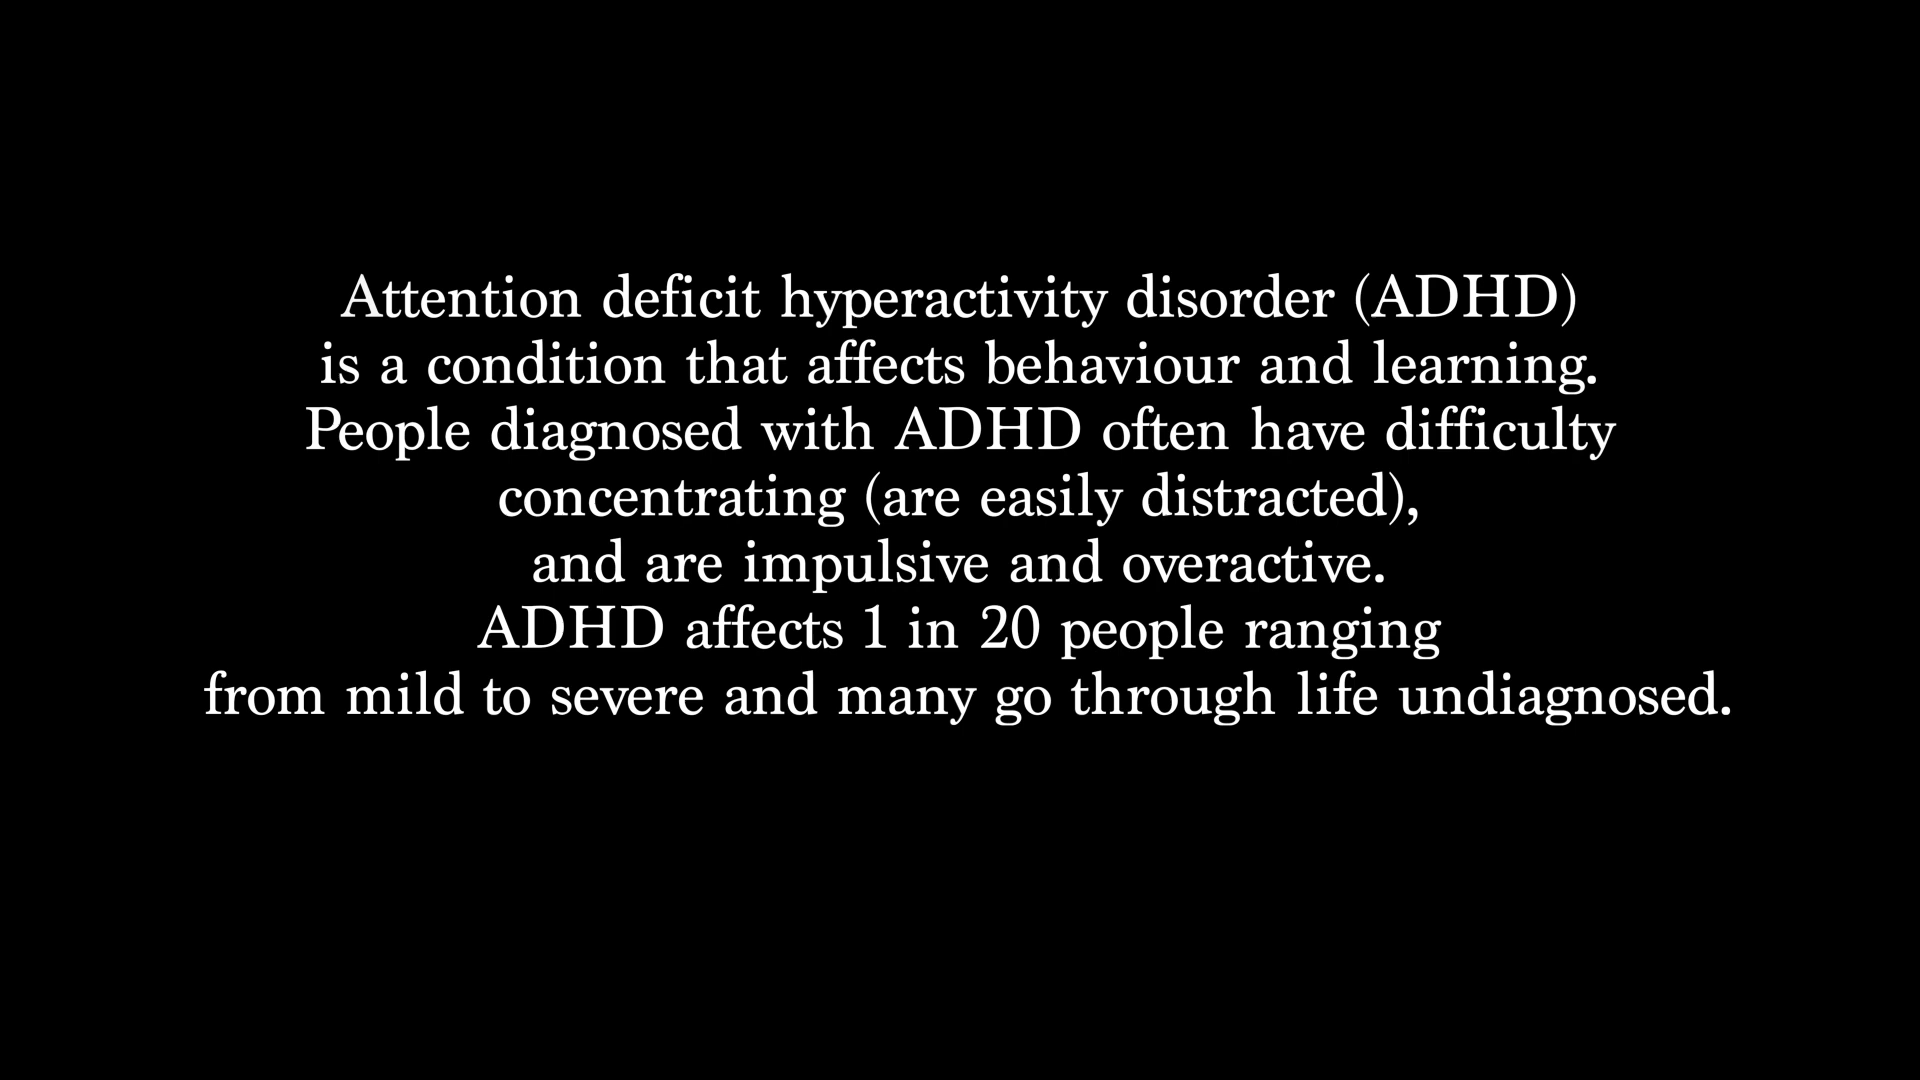 Attention deficit hyperactivity disorder (ADHD)
is a condition that affects behaviour and learning.
People diagnosed with ADHD often have difficulty
concentrating (are easily distracted),
and are impulsive and overactive.
ADHD affects 1 in 20 people ranging
from mild to severe and many go through life undiagnosed.